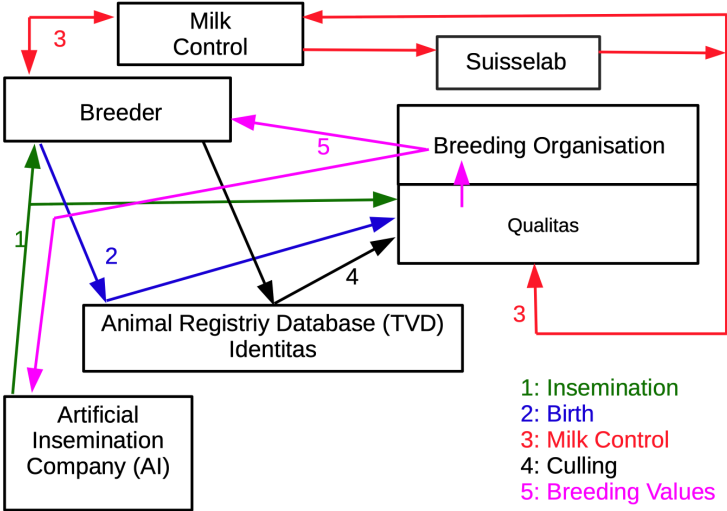 Milk
Control
3
Suisselab
Breeder
5
Breeding Organisation
Qualitas
1
2
4
Animal Registriy Database (TVD)
Identitas
3
Artificial
Insemination
Company (AI)
1: Insemination
2: Birth
3: Milk Control
4: Culling
5: Breeding Values